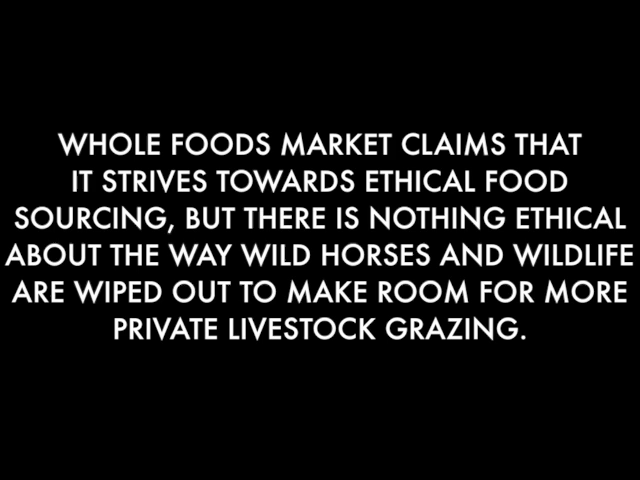 WHOLE FOODS MARKET CLAIMS THAT
IT STRIVES TOWARDS ETHICAL FOOD
SOURCING, BUT THERE IS NOTHING ETHICAL
ABOUT THE WAY WILD HORSES AND WILDLIFE
ARE WIPED OUT TO MAKE ROOM FOR MORE
PRIVATE LIVESTOCK GRAZING.